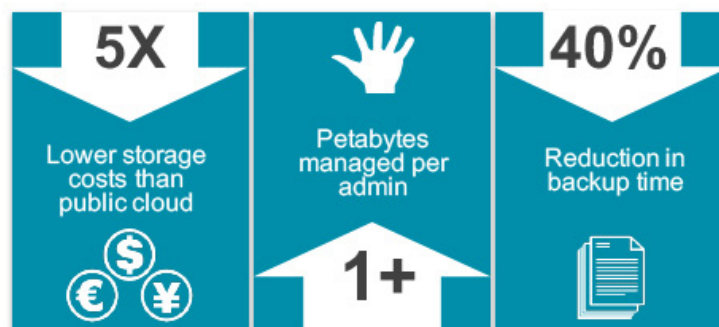 5X
Lower storage
costs than
public cloud
$
€
¥
Petabytes
managed per
admin
1+
40%
Reduction in
backup time